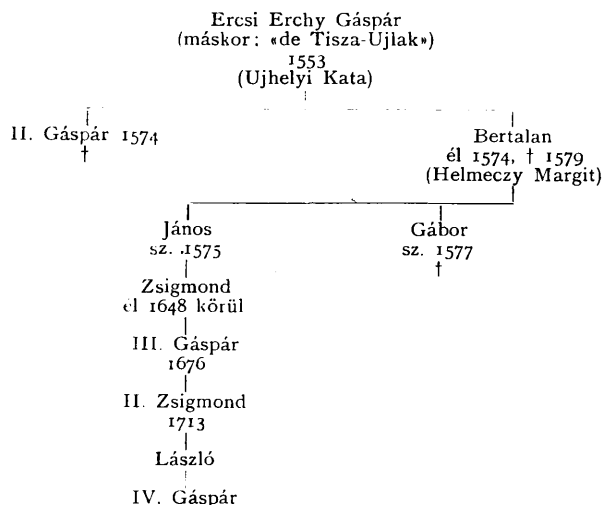 Ercsi Erchy Gáspár
(máskor: «de Tisza-Ujlak»)
1553
(Ujhelyi Kata)
II. Gáspár 1574
†
Bertalan
él 1574, † 1579
(Helmeczy Margit)
János
sz. 1575
Gábor
sz. 1577
†
Zsigmond
él 1648 körül
III. Gáspár
1676
II. Zsigmond
1713
László
IV. Gáspár